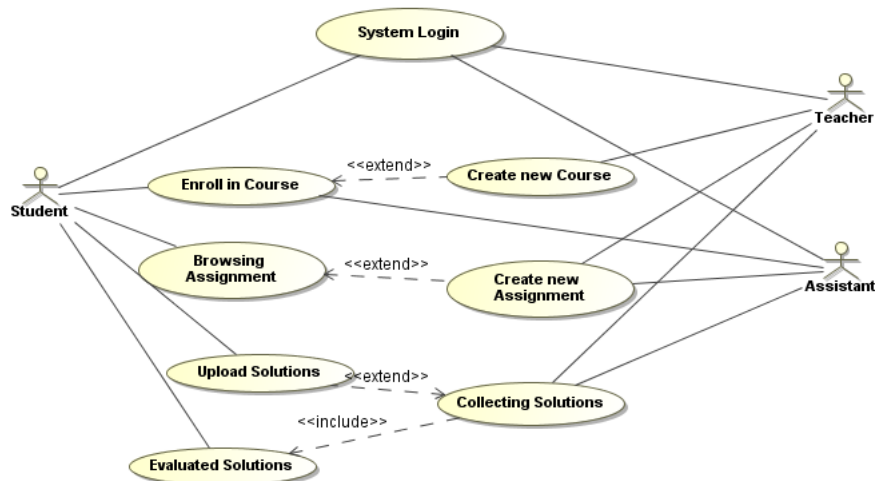 System Login
Teacher
<<extend>>
Enroll in Course
Create new Course
Student
Browsing
Assignment
<<extend>>
Create new
Assignment
Assistant
Upload Solutions
<<extend>>
Collecting Solutions
<<include>>
Evaluated Solutions